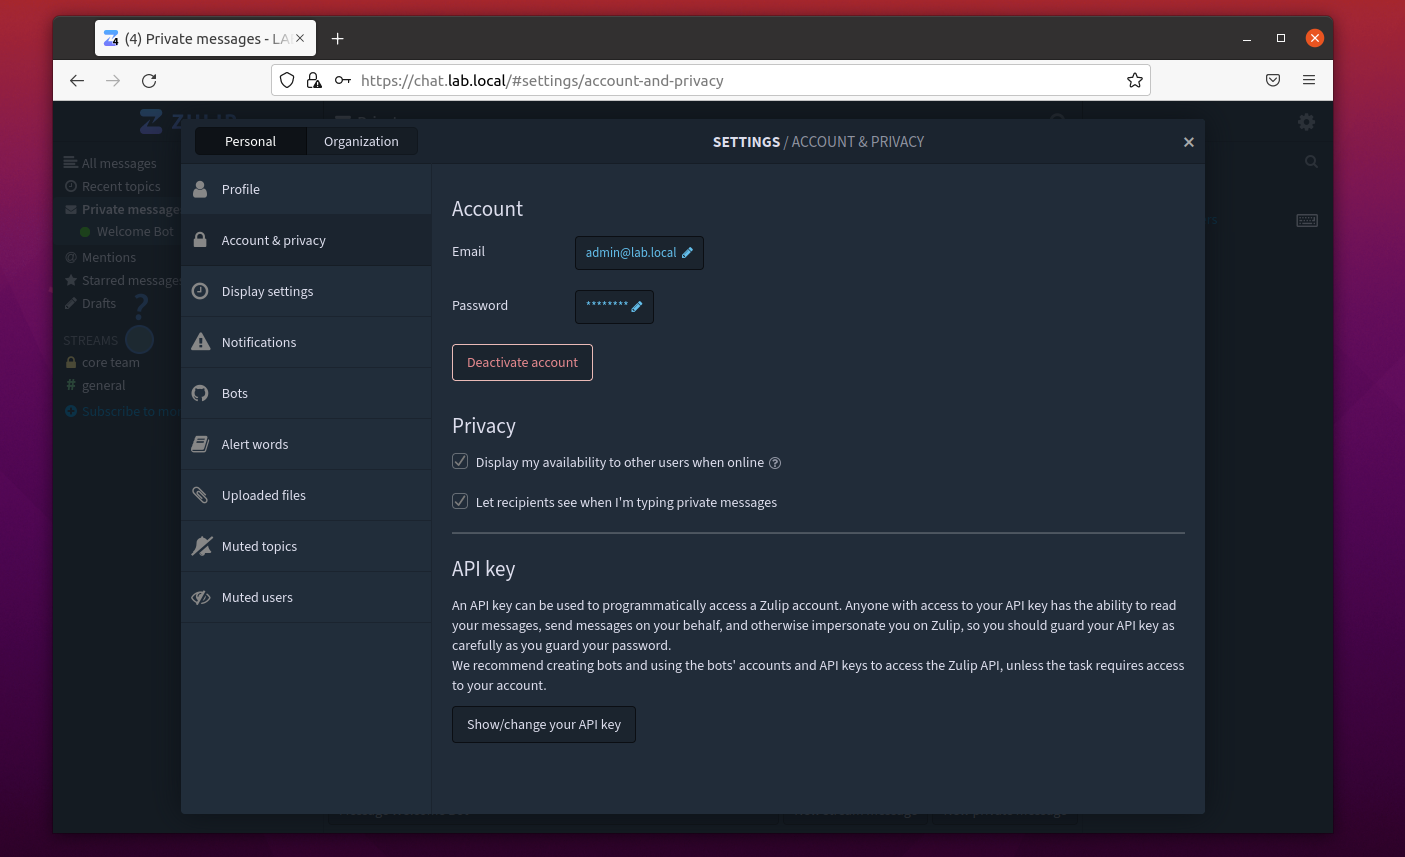 4 (4) Private messages - LA
https://chat.lab.local/#settings/account-and-privacy
ZULIP
Personal
Organization
SETTINGS / ACCOUNT & PRIVACY
All messages
Recent topics
Private message
Welcome Bot
Mentions
Starred messages
Drafts
?
STREAMS
core team
# general
Subscribe to mor
Profile
Account & privacy
Display settings
Notifications
Bots
Alert words
Uploaded files
Muted topics
Muted users
Account
Email
admin@lab.local
Password
********
Deactivate account
Privacy
Display my availability to other users when online ?
Let recipients see when I'm typing private messages
API key
An API key can be used to programmatically access a Zulip account. Anyone with access to your API key has the ability to read
your messages, send messages on your behalf, and otherwise impersonate you on Zulip, so you should guard your API key as
carefully as you guard your password.
We recommend creating bots and using the bots' accounts and API keys to access the Zulip API, unless the task requires access
to your account.
Show/change your API key